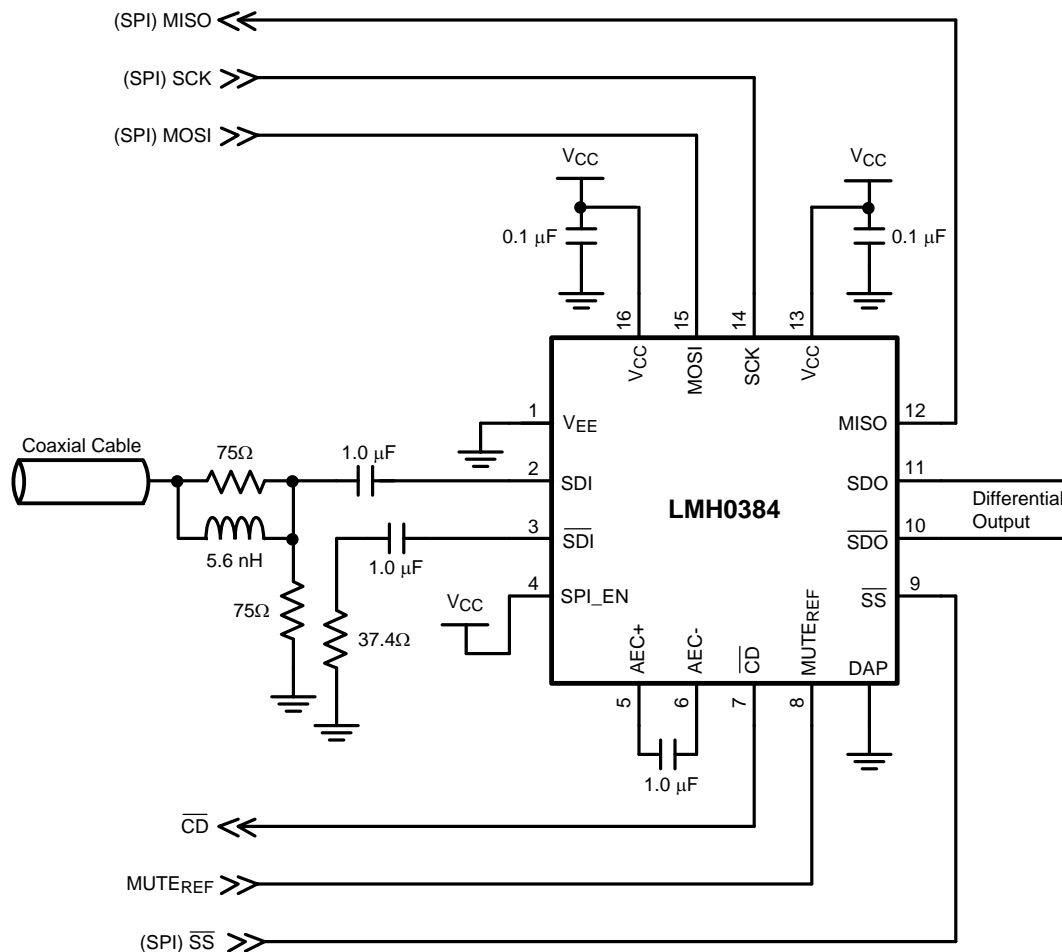 (SPI) MISO
(SPI) SCK
(SPI) MOSI
VCC
VCC
0.1 μF
0.1 μF
16
15
14
13
VCC
MOSI
SCK
VCC
1
VEE
MISO
12
Coaxial Cable
75Ω
1.0 μF
2
SDI
SDO
11
LMH0384
Differential
Output
3
SDI
SDO
10
5.6 nH
1.0 μF
4
SPI_EN
SS
9
VCC
75Ω
37.4Ω
AEC+
AEC-
CD
MUTEREF
DAP
5
6
7
8
1.0 μF
CD
MUTEREF
(SPI) SS